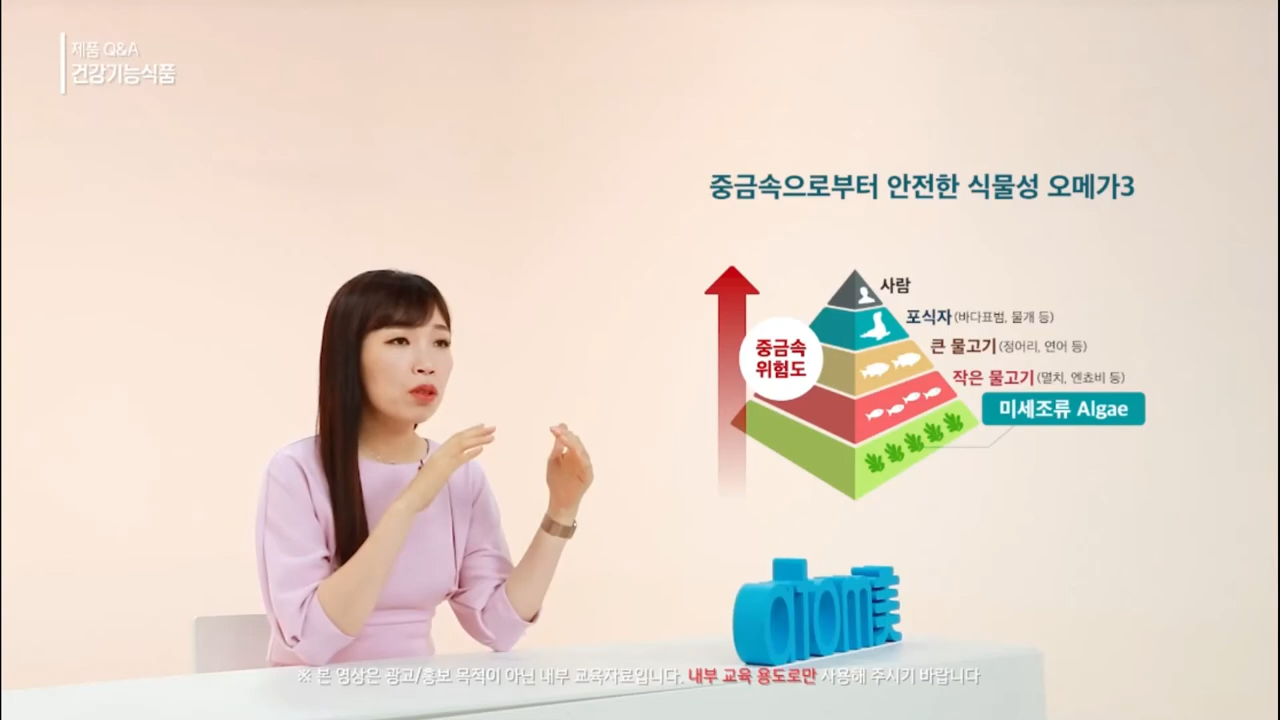 제품 Q&A
건강기능식품
중금속으로부터 안전한 식물성 오메가3
사람
포식자(바다표범, 물개 등)
큰 물고기(정어리, 연어 등)
작은 물고기(멸치, 엔쵸비 등)
미세조류 Algae
중금속
위험도
atom美
※ 본 영상은 광고/홍보 목적이 아닌 내부 교육자료입니다. 내부 교육 용도로만 사용해 주시기 바랍니다